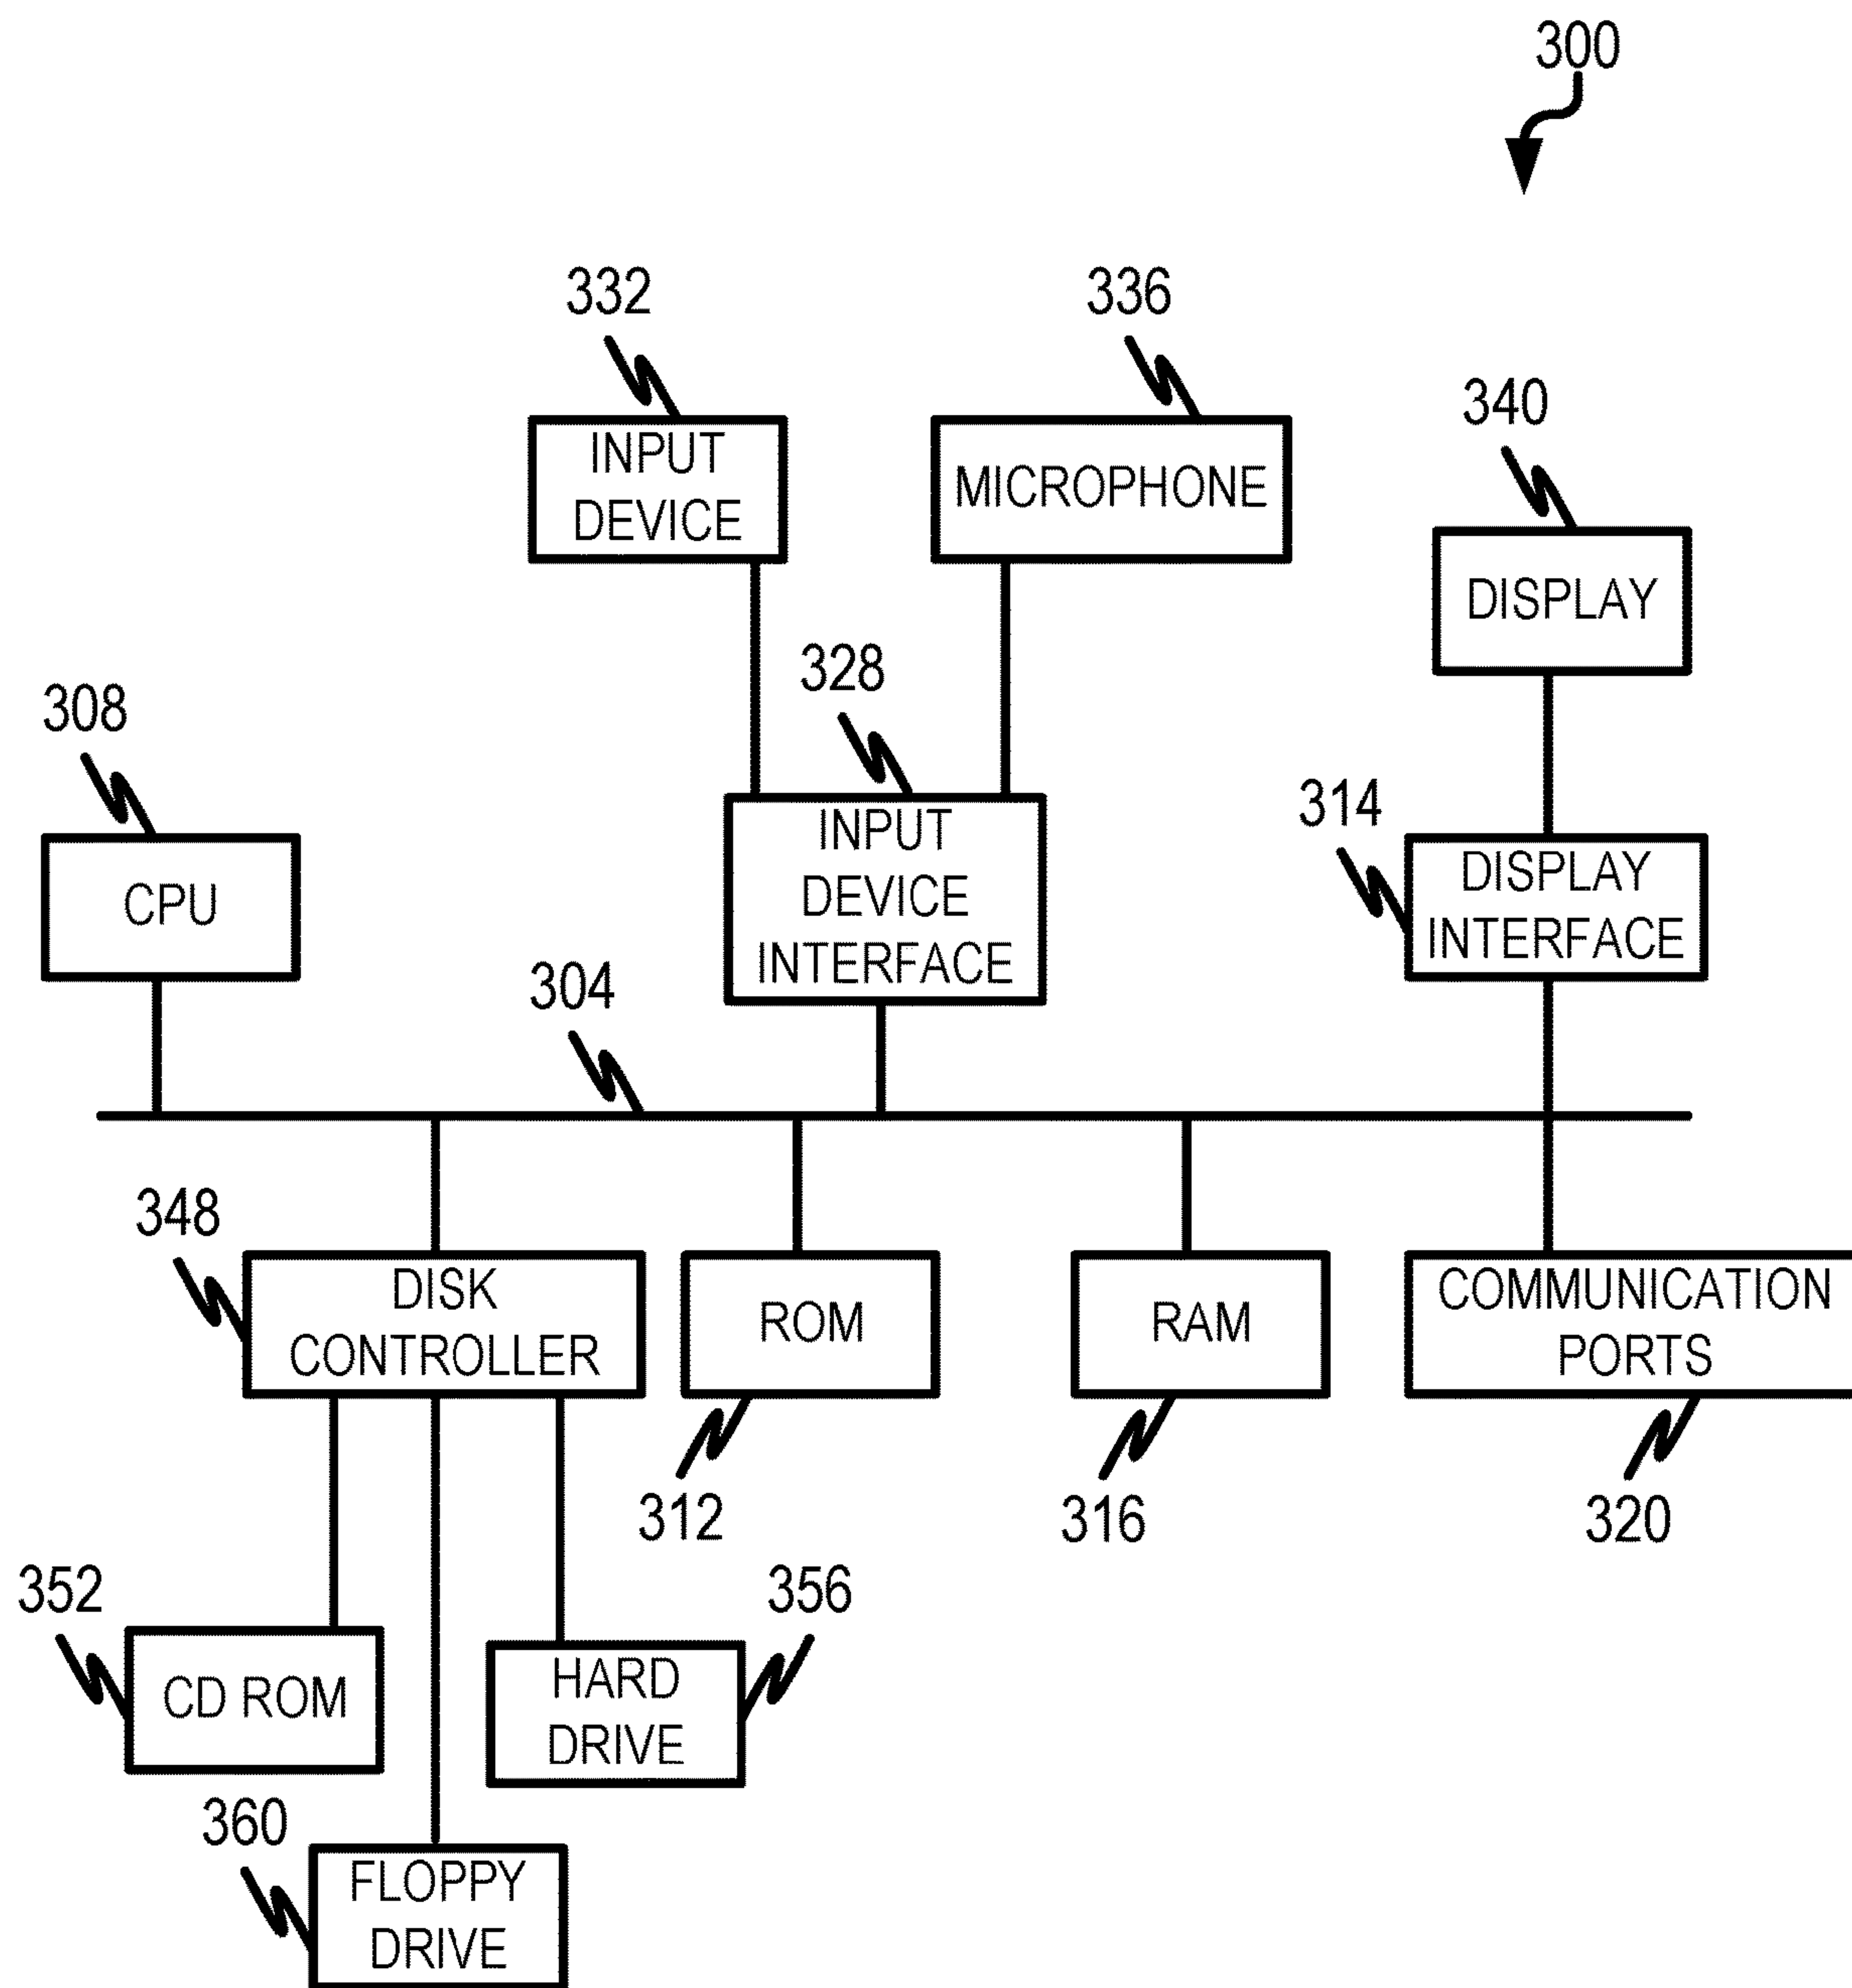 300
332
336
INPUT
DEVICE
MICROPHONE
340
DISPLAY
328
308
INPUT
DEVICE
INTERFACE
314
DISPLAY
INTERFACE
CPU
304
348
DISK
CONTROLLER
ROM
RAM
COMMUNICATION
PORTS
312
316
320
352
356
CD ROM
HARD
DRIVE
360
FLOPPY
DRIVE